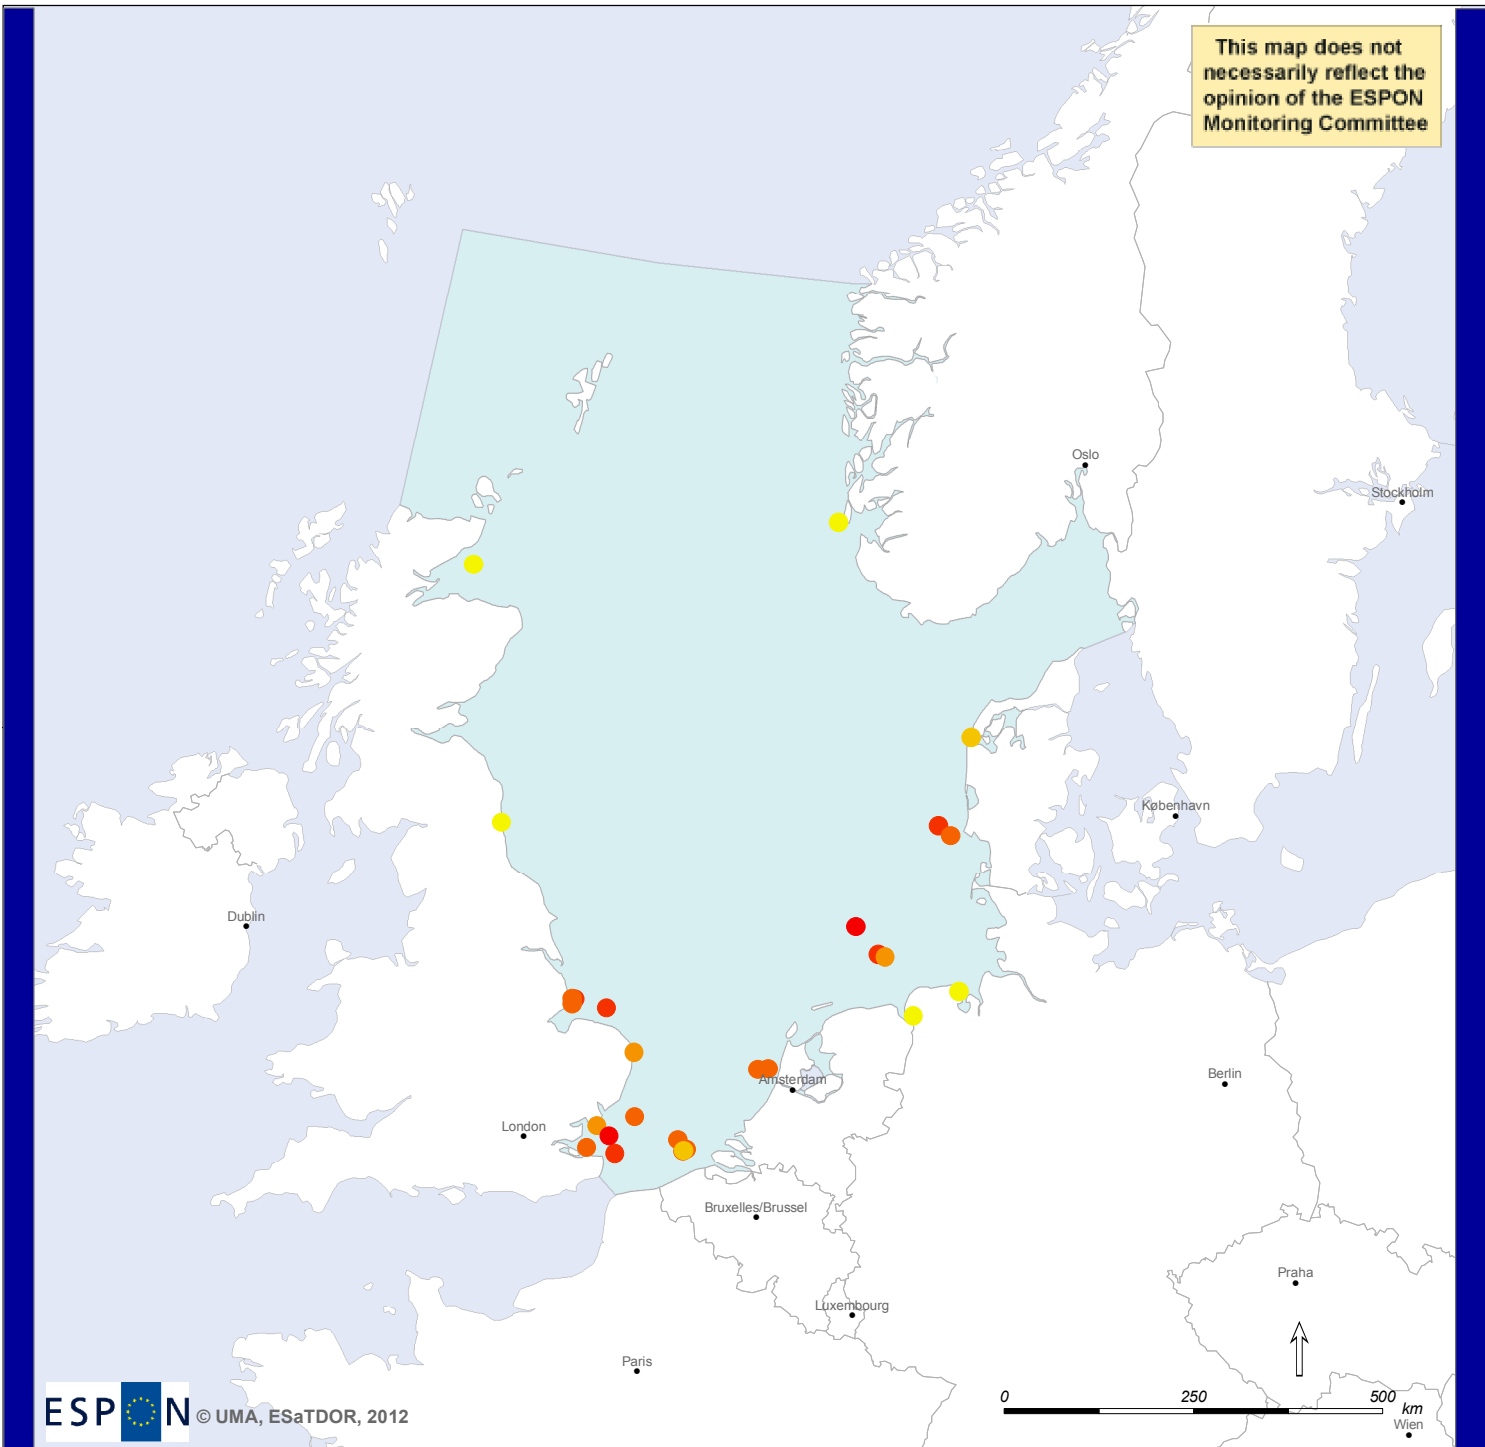 This map does not
necessarily reflect the
opinion of the ESPON
Monitoring Committee
Oslo
Stockholm
København
Dublin
Berlin
Amsterdam
London
Bruxelles/Brussel
Praha
Luxembourg
Paris
0 250 500
km
ESPON © UMA, ESaTDOR, 2012
Wien